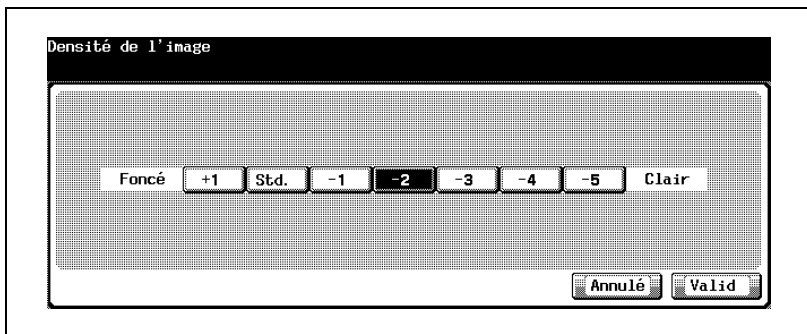 Densité de l'image
Foncé +1 Std. -1 -2 -3 -4 -5 Clair
Annulé Valid